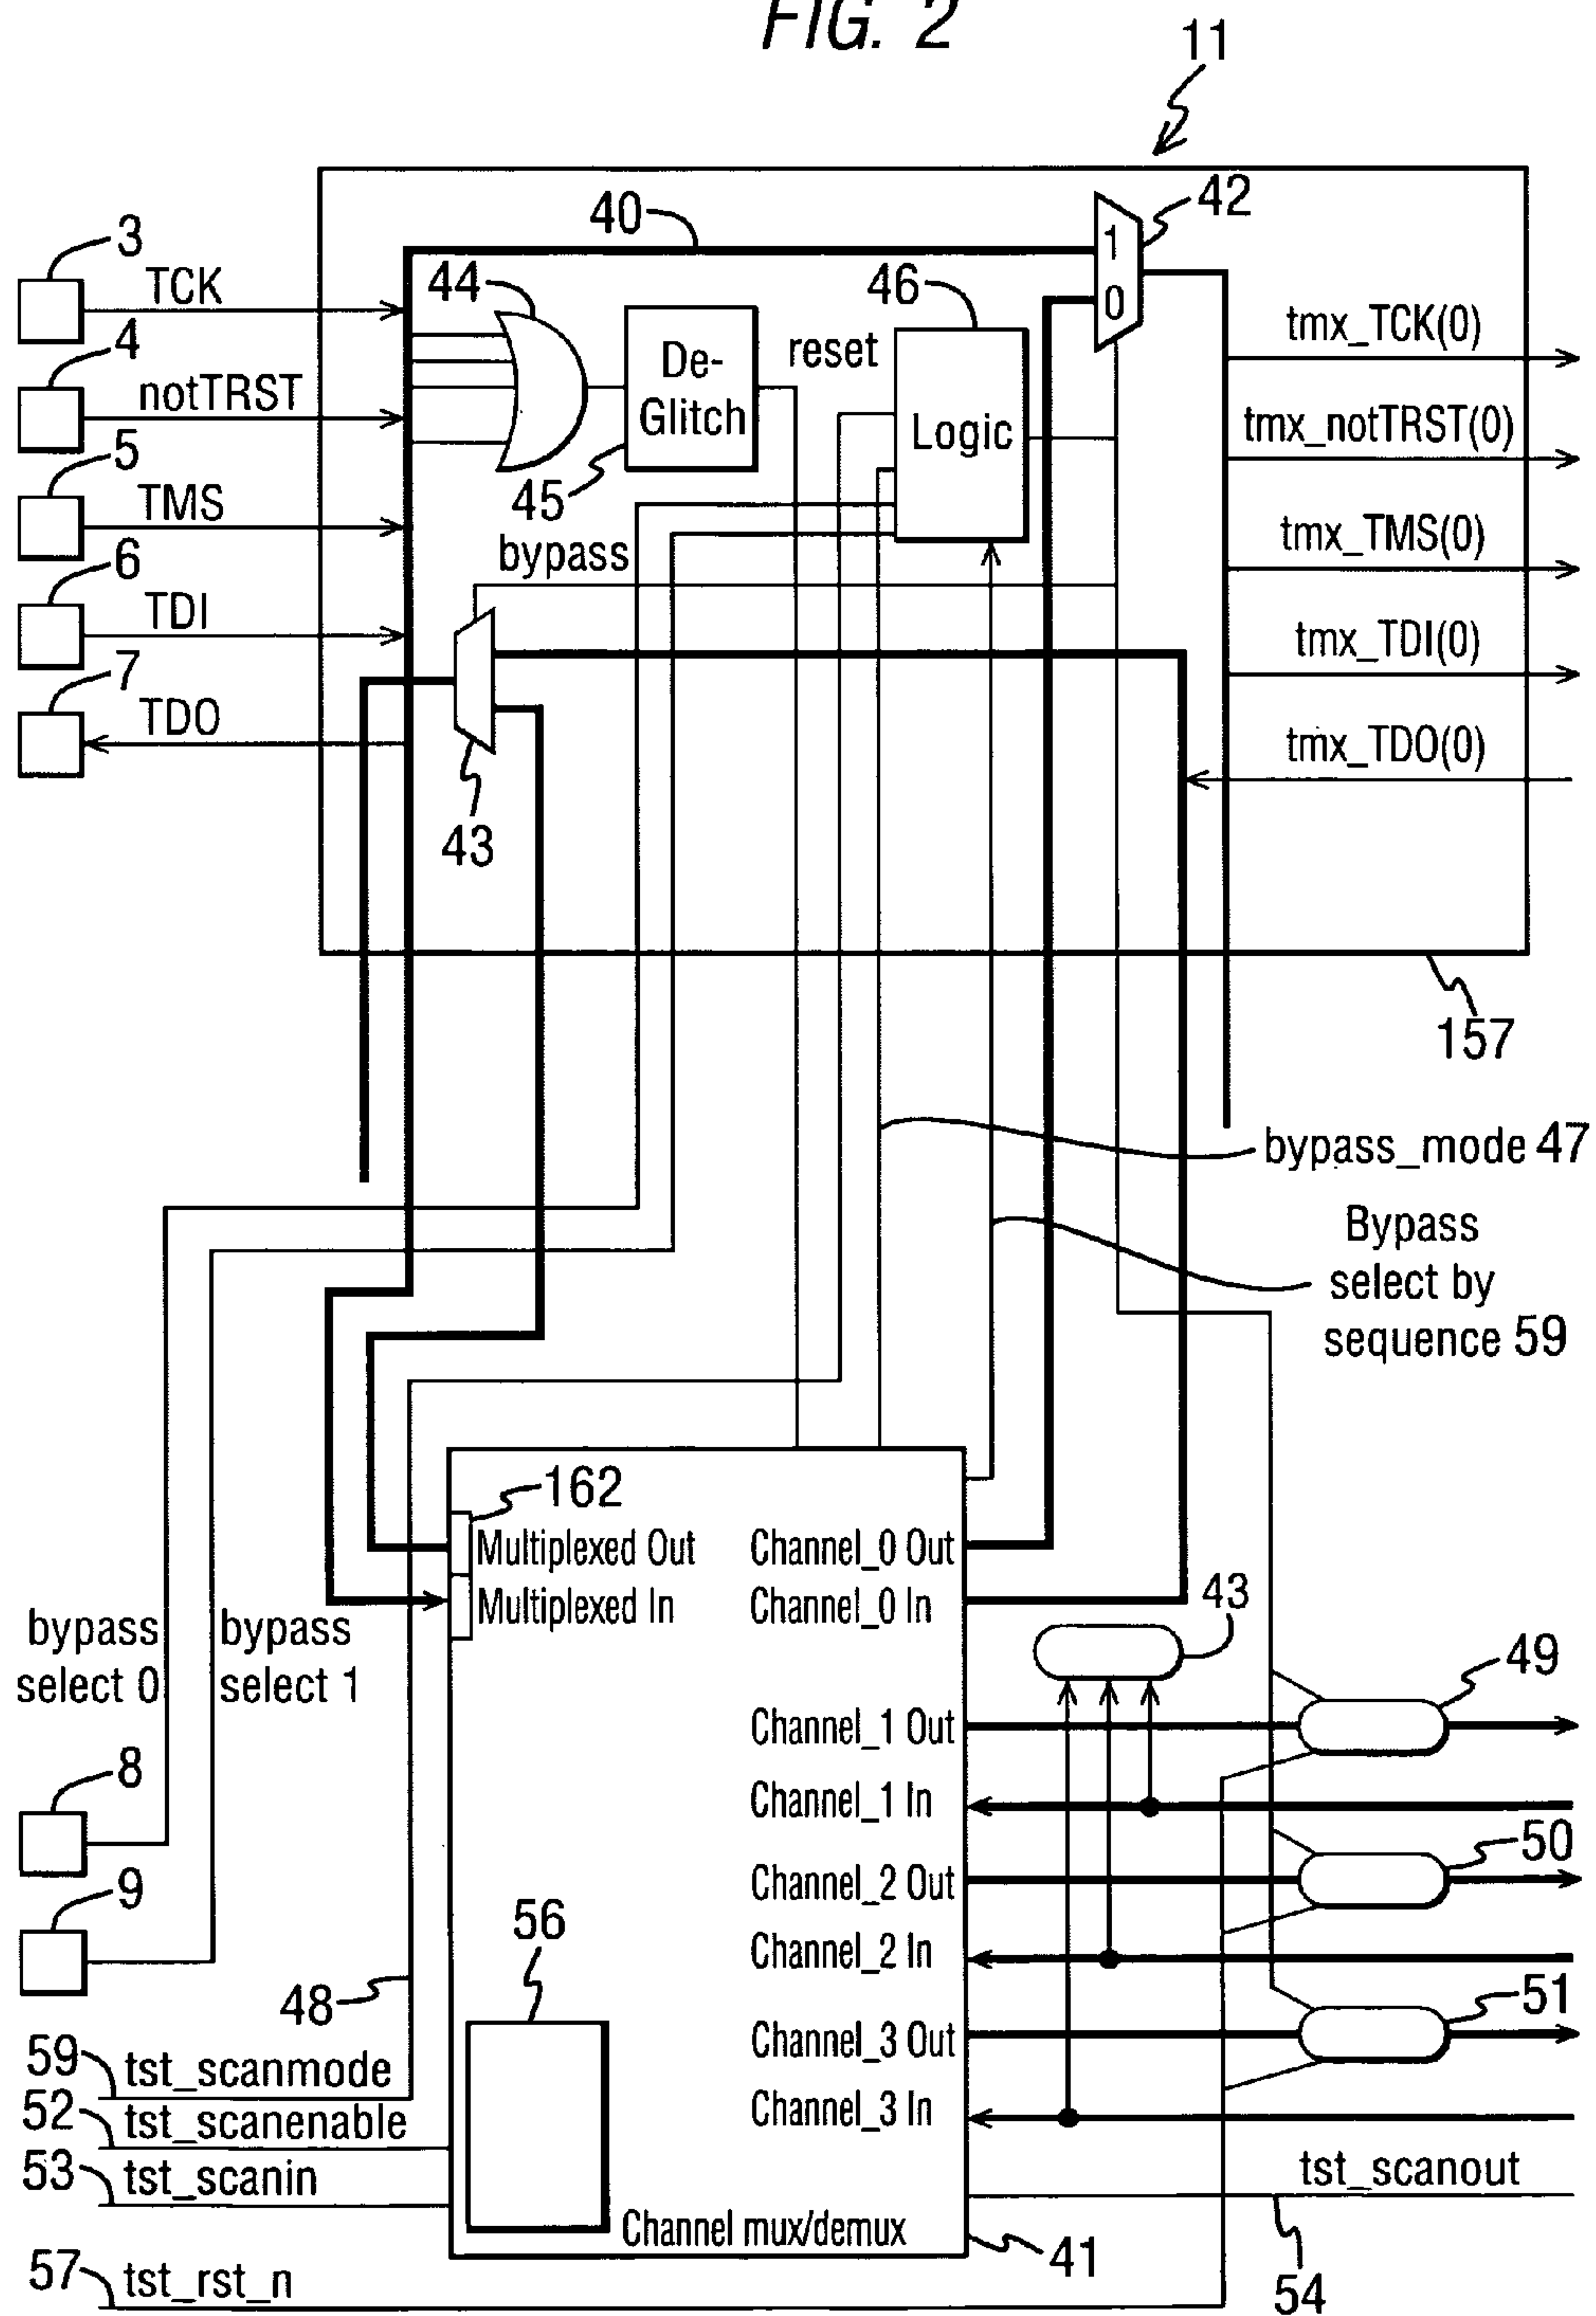 FIG. 2
11
40
42
3
TCK
44
46
1
0
tmx_TCK(0)
4
notTRST
De-
Glitch
reset
Logic
tmx_notTRST(0)
5
TMS
45
bypass
tmx_TMS(0)
6
TDI
tmx_TDI(0)
7
TDO
tmx_TDO(0)
43
157
bypass_mode 47
Bypass
select by
sequence 59
162
Multiplexed Out
Channel_0 Out
Multiplexed In
Channel_0 In
43
bypass
select 0
bypass
select 1
49
Channel_1 Out
8
Channel_1 In
50
9
Channel_2 Out
56
Channel_2 In
48
51
59
tst_scanmode
Channel_3 Out
52
tst_scanenable
Channel_3 In
53
tst_scanin
tst_scanout
Channel mux/demux
41
54
57
tst_rst_n